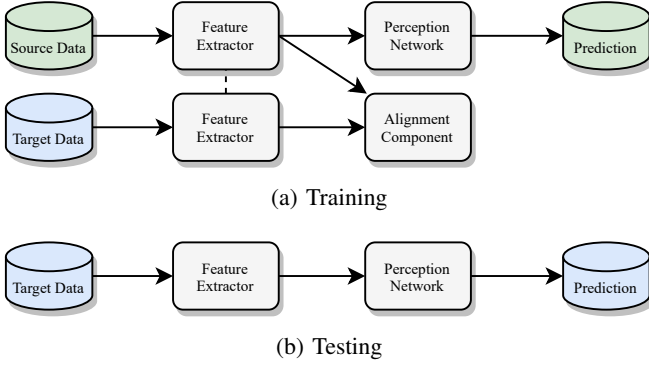 Source Data
Feature
Extractor
Perception
Network
Prediction
Target Data
Feature
Extractor
Alignment
Component
(a) Training
Target Data
Feature
Extractor
Perception
Network
Prediction
(b) Testing